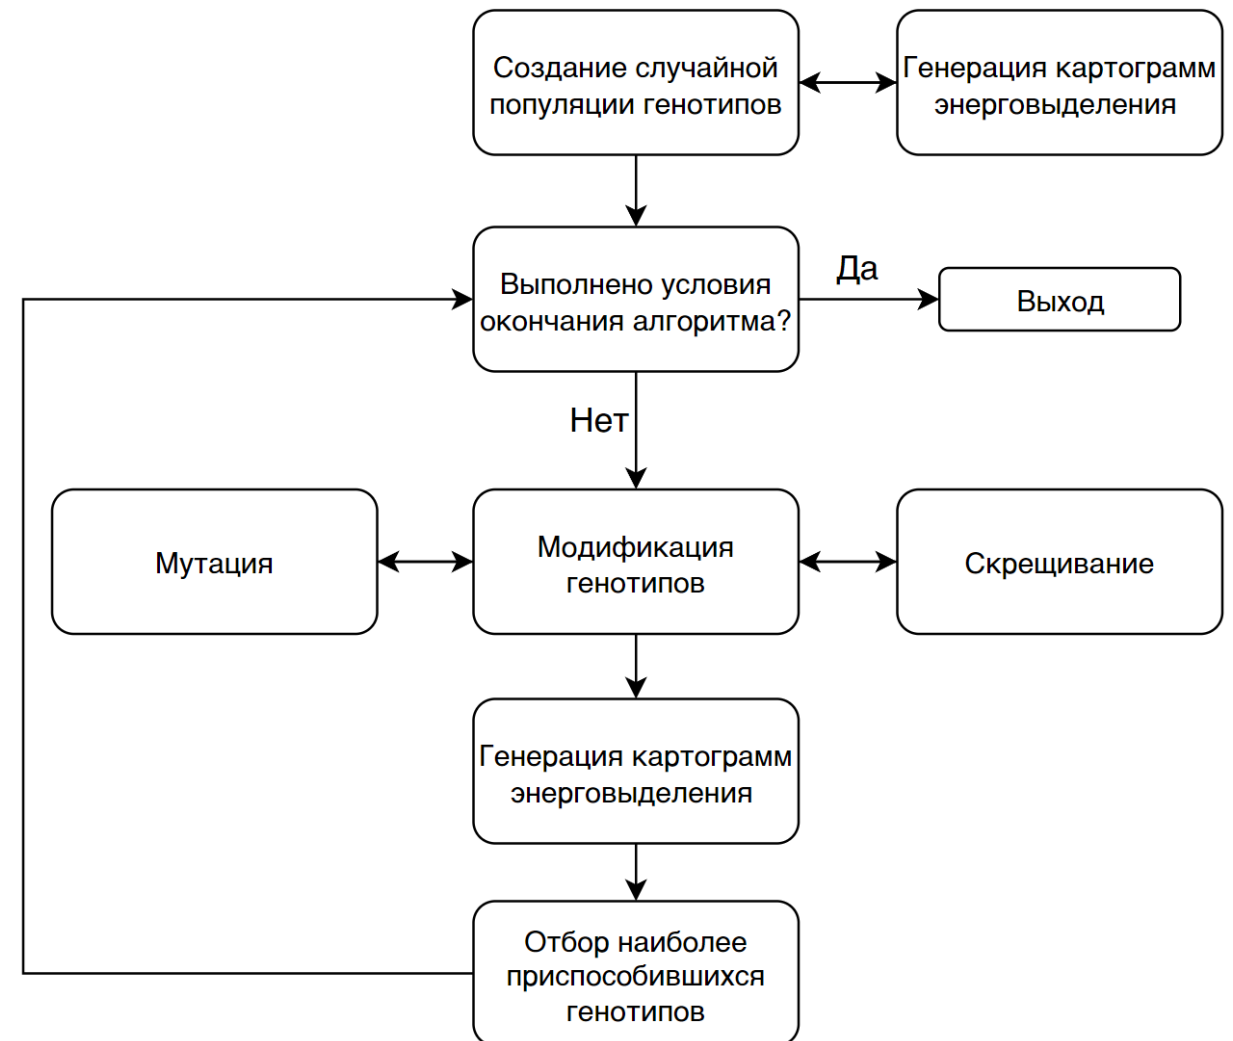 Создание случайной
популяции генотипов
Генерация картограмм
энерговыделения
Выполнено условия
окончания алгоритма?
Да
Выход
Нет
Мутация
Модификация
генотипов
Скрещивание
Генерация картограмм
энерговыделения
Отбор наиболее
приспособившихся
генотипов